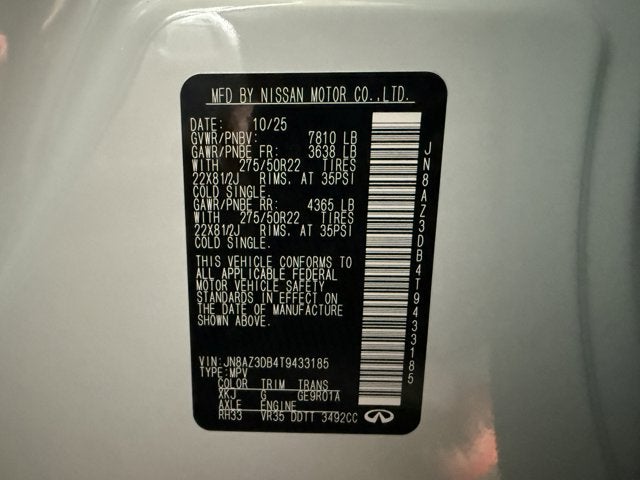 MFD BY NISSAN MOTOR CO.,LTD.
DATE: 10/25
GVWR/PNBV: 7810 LB
GAWR/PNBE FR: 3638 LB
WITH 275/50R22 TIRES
22X81/2J RIMS, AT 35PSI
COLD SINGLE.
GAWR/PNBE RR: 4365 LB
WITH 275/50R22 TIRES
22X81/2J RIMS, AT 35PSI
COLD SINGLE.
THIS VEHICLE CONFORMS TO
ALL APPLICABLE FEDERAL
MOTOR VEHICLE SAFETY
STANDARDS IN EFFECT ON
THE DATE OF MANUFACTURE
SHOWN ABOVE.
VIN: JN8AZ3DB4T9433185
TYPE: MPV
COLOR TRIM TRANS
XKJ G GE9R01A
AXLE ENGINE
RH33 VR35 DDTT 3492CC
JN8AZ3DB4T9433185